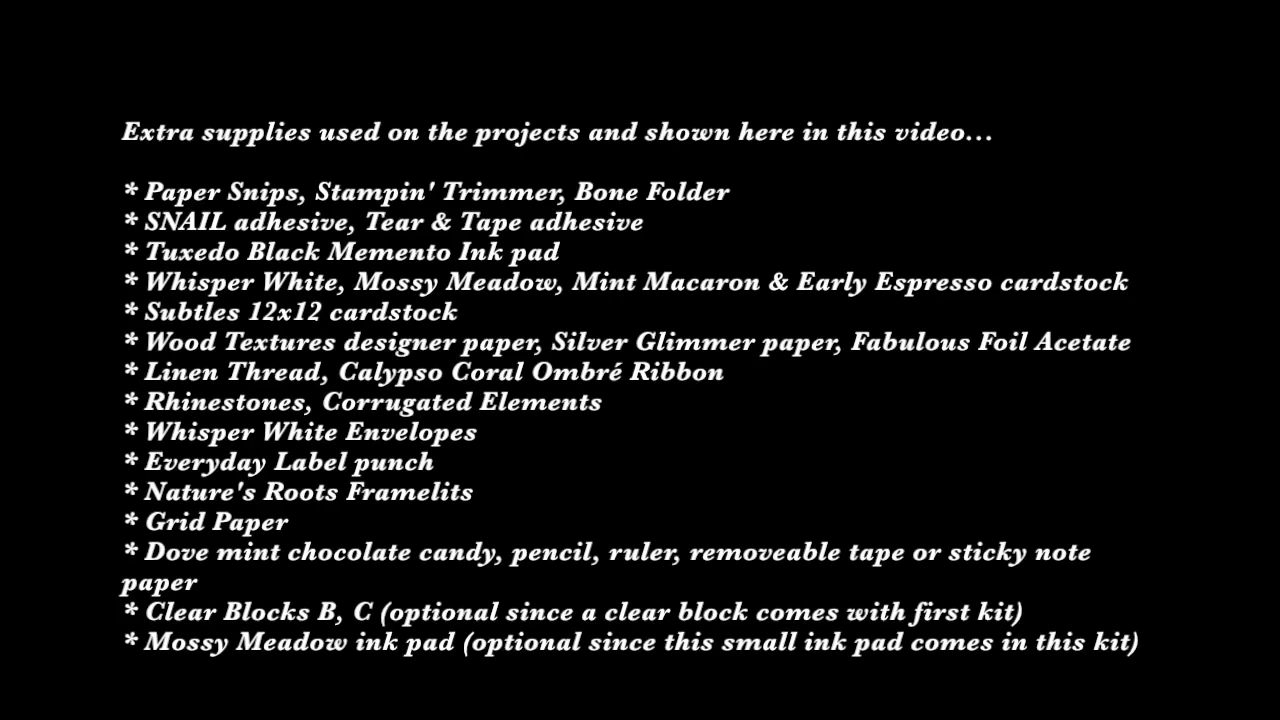 Extra supplies used on the projects and shown here in this video...
* Paper Snips, Stampin' Trimmer, Bone Folder
* SNAIL adhesive, Tear & Tape adhesive
* Tuxedo Black Memento Ink pad
* Whisper White, Mossy Meadow, Mint Macaron & Early Espresso cardstock
* Subtles 12x12 cardstock
* Wood Textures designer paper, Silver Glimmer paper, Fabulous Foil Acetate
* Linen Thread, Calypso Coral Ombré Ribbon
* Rhinestones, Corrugated Elements
* Whisper White Envelopes
* Everyday Label punch
* Nature's Roots Framelits
* Grid Paper
* Dove mint chocolate candy, pencil, ruler, removeable tape or sticky note
paper
* Clear Blocks B, C (optional since a clear block comes with first kit)
* Mossy Meadow ink pad (optional since this small ink pad comes in this kit)